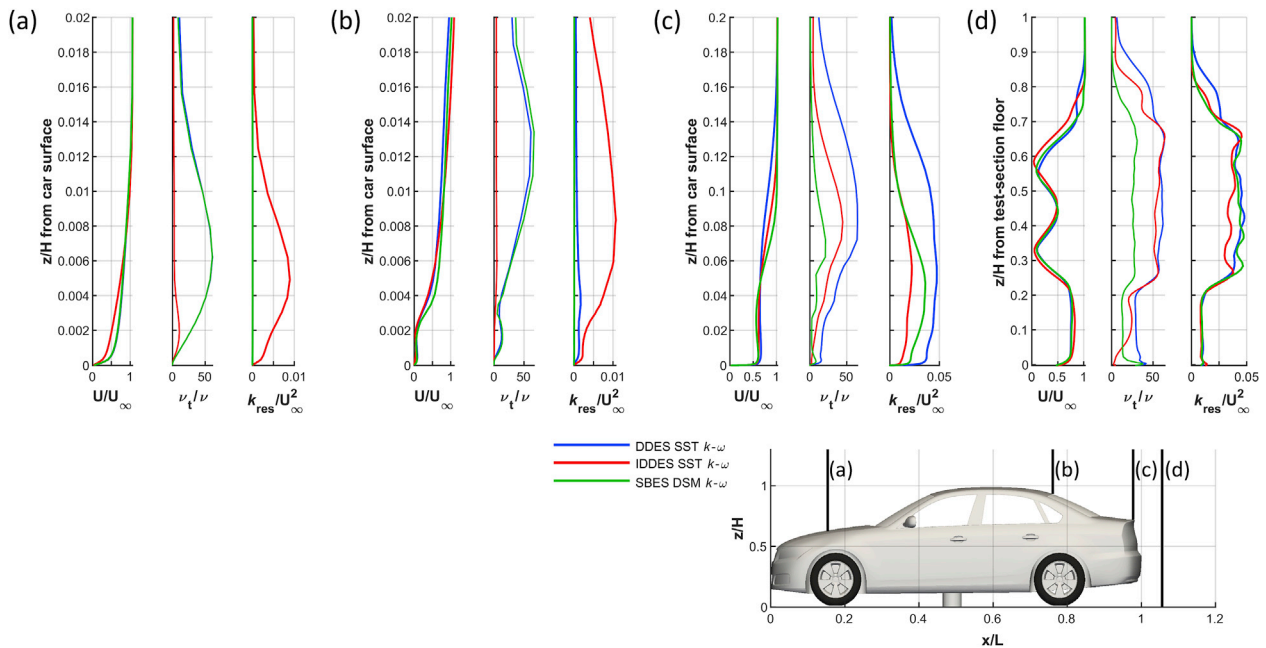 (a)
z/H from car surface
0.02
0.018
0.016
0.014
0.012
0.01
0.008
0.006
0.004
0.002
0
0 1
0 50
0 0.01
U/U∞
νt/ν
kres/U²∞
(b)
z/H from car surface
0.02
0.018
0.016
0.014
0.012
0.01
0.008
0.006
0.004
0.002
0
0 1
0 50
0 0.01
U/U∞
νt/ν
kres/U²∞
(c)
z/H from car surface
0.2
0.18
0.16
0.14
0.12
0.1
0.08
0.06
0.04
0.02
0
0 0.5 1
0 50
0 0.05
U/U∞
νt/ν
kres/U²∞
(d)
z/H from test-section floor
1
0.9
0.8
0.7
0.6
0.5
0.4
0.3
0.2
0.1
0
0 0.5 1
0 50
0 0.05
U/U∞
νt/ν
kres/U²∞
DDES SST k-ω
IDDES SST k-ω
SBES DSM k-ω
(a) (b) (c) (d)
z/H
1
0.5
0
0 0.2 0.4 0.6 0.8 1 1.2
x/L